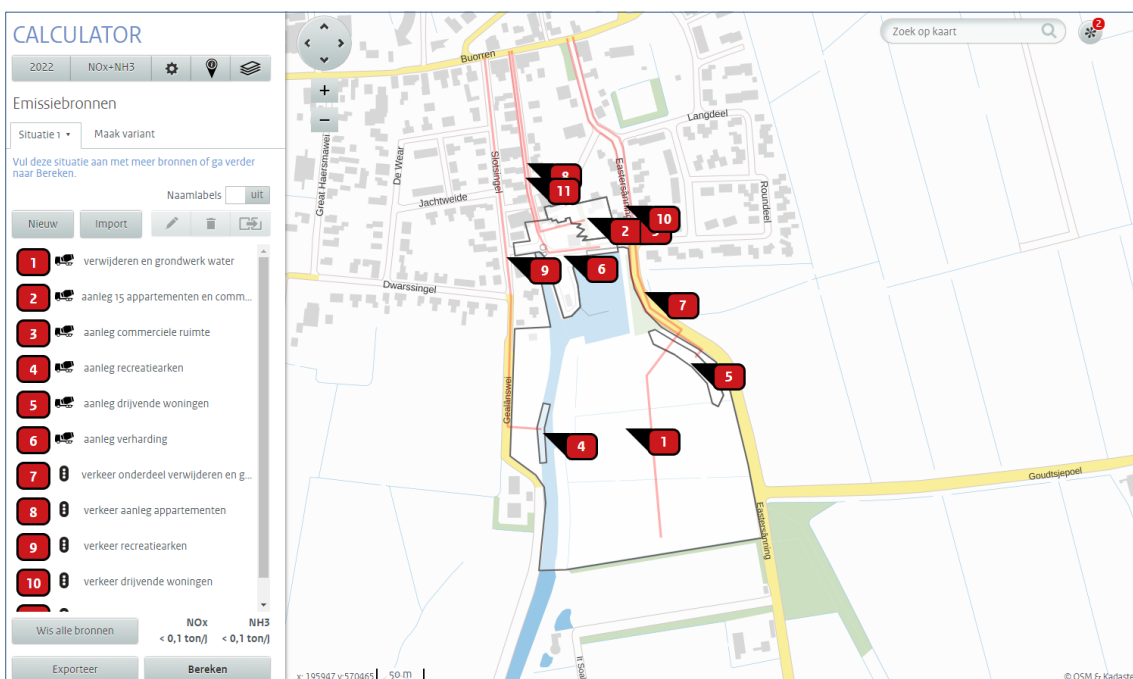 CALCULATOR
2022
NOx+NH3
Emissiebronnen
Situatie 1
Maak variant
Vul deze situatie aan met meer bronnen of ga verder
naar Bereken.
Naamlabels
uit
Nieuw
Import
1 verwijderen en grondwerk water
2 aanleg 15 appartementen en comm...
3 aanleg commerciele ruimte
4 aanleg recreatiearken
5 aanleg drijvende woningen
6 aanleg verharding
7 verkeer onderdeel verwijderen en g...
8 verkeer aanleg appartementen
9 verkeer recreatiearken
10 verkeer drijvende woningen
Wis alle bronnen
NOx
NH3
< 0,1 ton/j
< 0,1 ton/j
Exporteer
Bereken
Zoek op kaart
2
Buorren
Langdeel
De Wear
Great Haersmawei
Slotsingel
Eastersânning
Roundeel
Jachtweide
Dwarssingel
8
11
10
2
9
6
7
5
4
1
Gealânswei
Goudtsjepoel
Eastersânning
x: 195947 y: 570465
50 m
© OSM & Kadaste